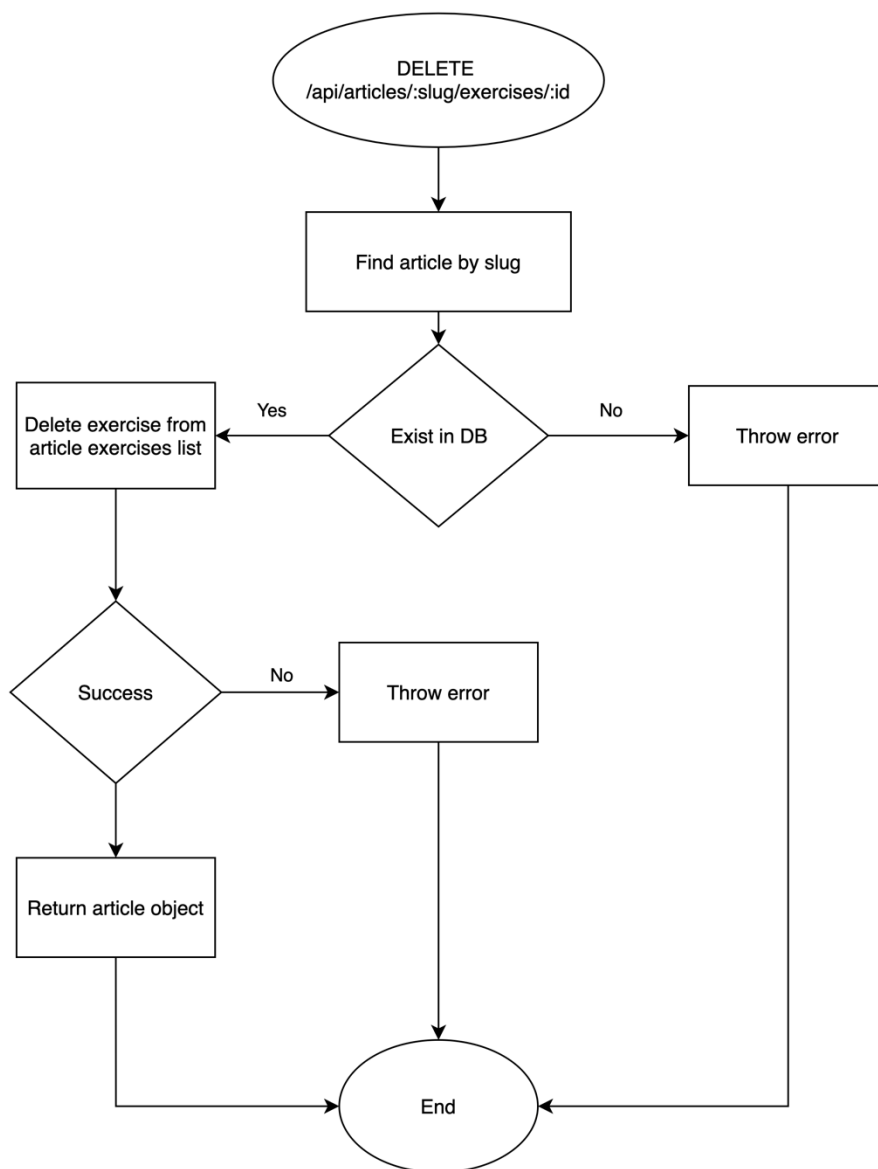 DELETE
/api/articles/:slug/exercises/:id
Find article by slug
Yes
No
Delete exercise from
article exercises list
Exist in DB
Throw error
Success
No
Throw error
Return article object
End